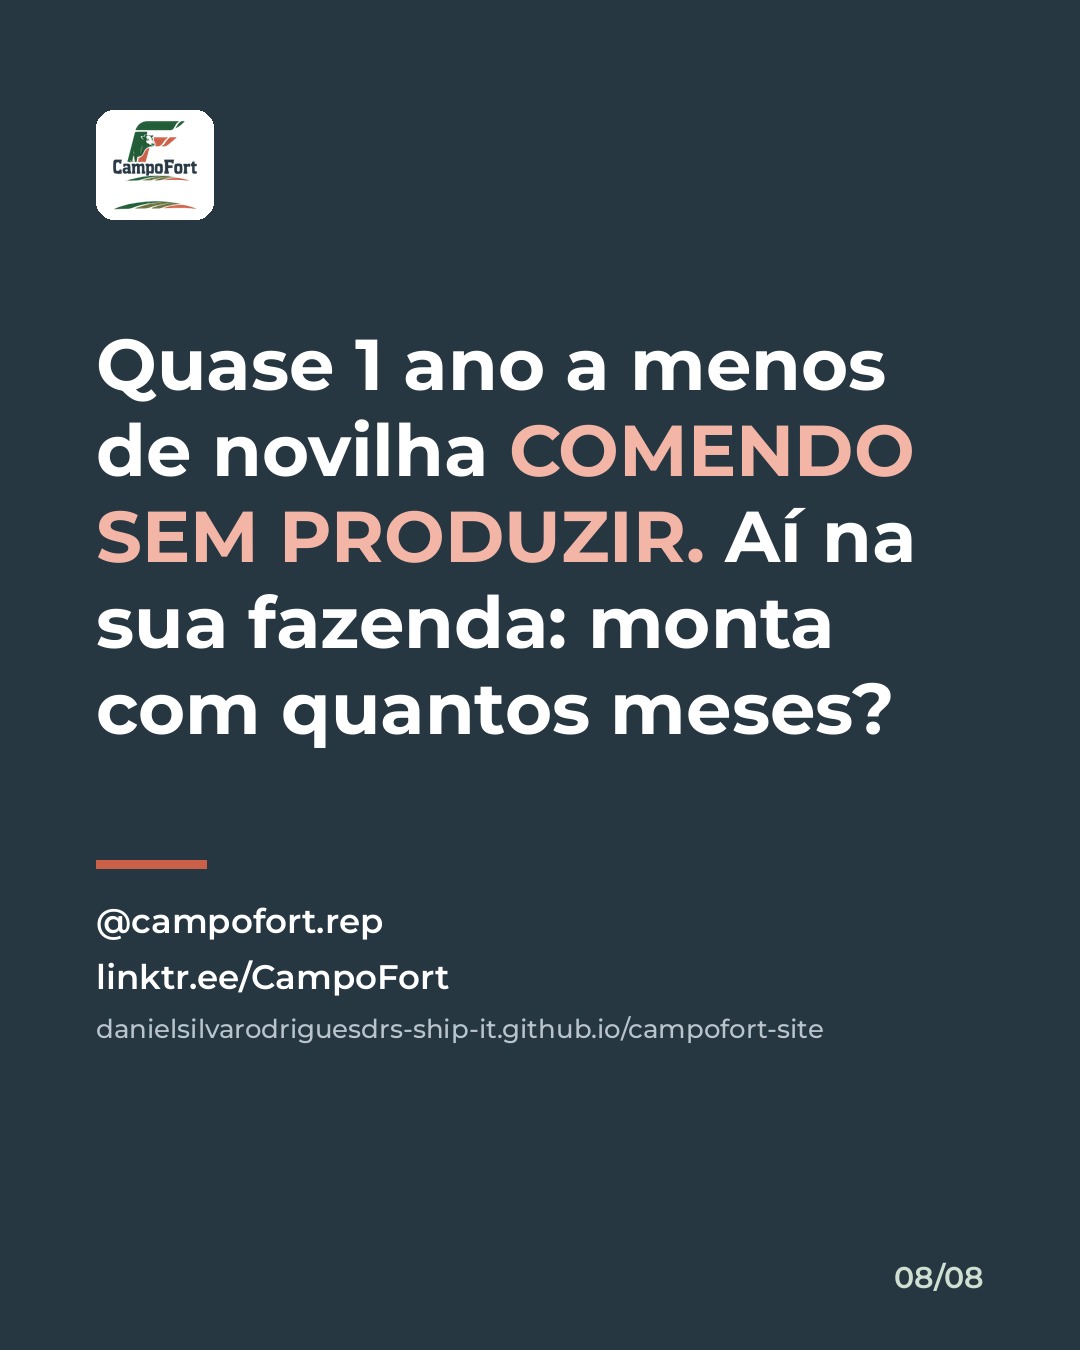 CampoFort
Quase 1 ano a menos
de novilha COMENDO
SEM PRODUZIR. Aí na
sua fazenda: monta
com quantos meses?
@campofort.rep
linktr.ee/CampoFort
danielsilvarodriguesdrs-ship-it.github.io/campofort-site
08/08